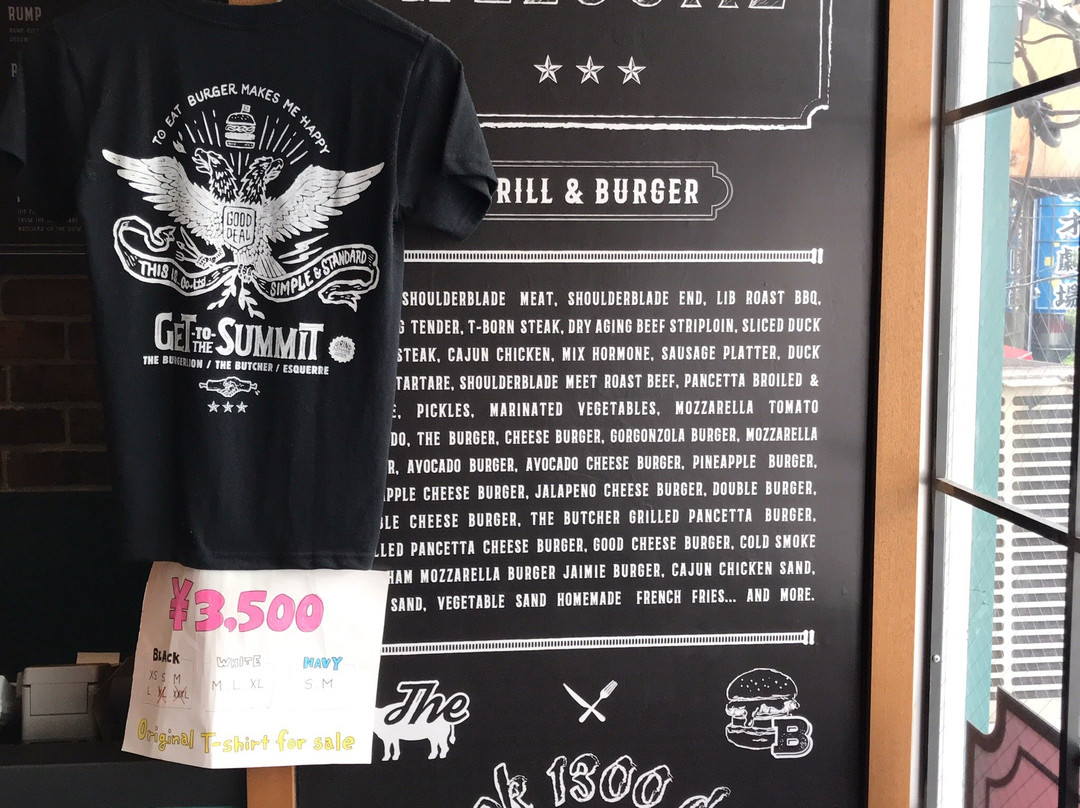 RUMP
TO EAT BURGER MAKES ME HAPPY
GOOD
DEAL
THIS IS
SIMPLE & STANDARD
GET -TO- THE SUMMIT
THE BURGERLION / THE BUTCHER / ESQUERRE
¥3,500
BLACK WHITE NAVY
XS S M M L XL S M
L XL XXL
Original T-shirt for sale
RILL & BURGER
SHOULDERBLADE MEAT, SHOULDERBLADE END, LIB ROAST BBQ,
TENDER, T-BORN STEAK, DRY AGING BEEF STRIPLOIN, SLICED DUCK
STEAK, CAJUN CHICKEN, MIX HORMONE, SAUSAGE PLATTER, DUCK
TARTARE, SHOULDERBLADE MEET ROAST BEEF, PANCETTA BROILED &
PICKLES, MARINATED VEGETABLES, MOZZARELLA TOMATO
DO, THE BURGER, CHEESE BURGER, GORGONZOLA BURGER, MOZZARELLA
R, AVOCADO BURGER, AVOCADO CHEESE BURGER, PINEAPPLE BURGER,
PPLE CHEESE BURGER, JALAPENO CHEESE BURGER, DOUBLE BURGER,
LE CHEESE BURGER, THE BUTCHER GRILLED PANCETTA BURGER,
LLED PANCETTA CHEESE BURGER, GOOD CHEESE BURGER, COLD SMOKE
HAM MOZZARELLA BURGER JAIMIE BURGER, CAJUN CHICKEN SAND,
SAND, VEGETABLE SAND HOMEMADE FRENCH FRIES... AND MORE.
The
B
1300